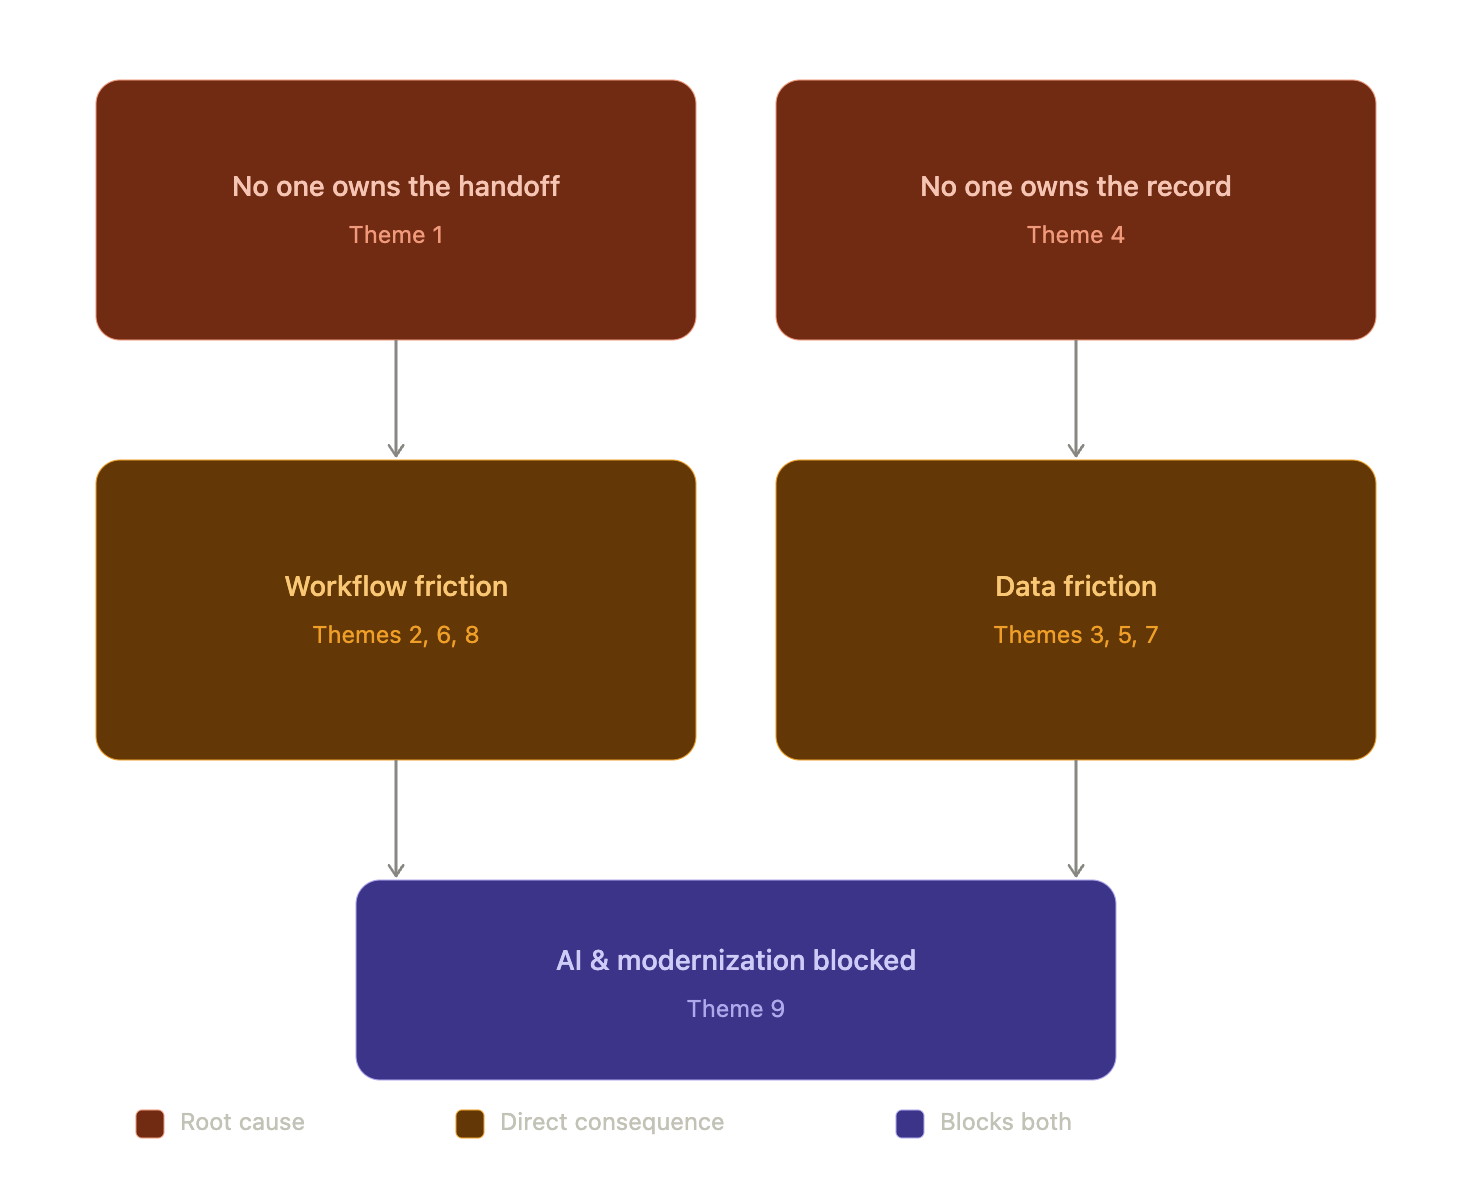 No one owns the handoff
Theme 1
No one owns the record
Theme 4
Workflow friction
Themes 2, 6, 8
Data friction
Themes 3, 5, 7
AI & modernization blocked
Theme 9
Root cause
Direct consequence
Blocks both